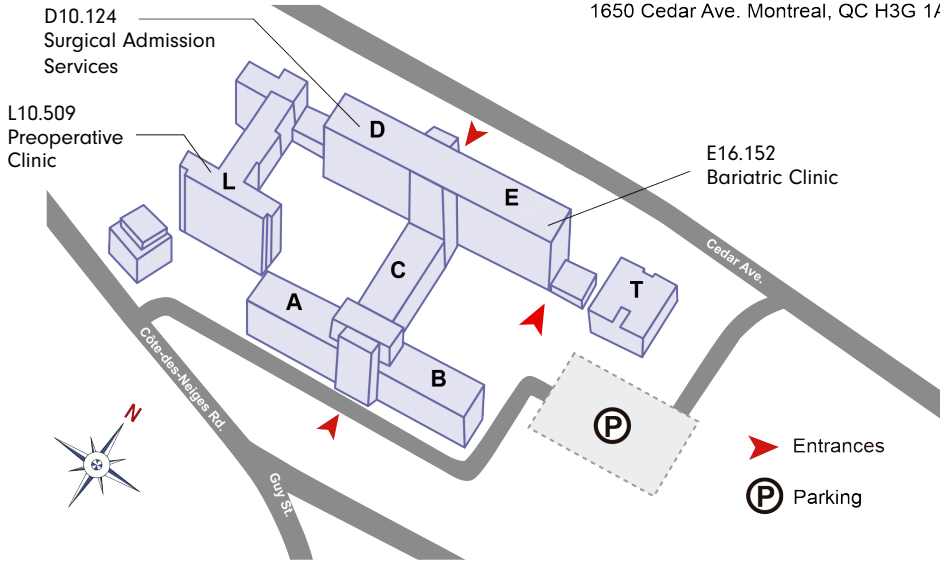 1650 Cedar Ave. Montreal, QC H3G 1A
D10.124
Surgical Admission
Services
L10.509
Preoperative
Clinic
D
E
L
E16.152
Bariatric Clinic
Cedar Ave.
C
T
A
B
Côte-des-Neiges Rd.
N
P
Guy St.
Entrances
P Parking